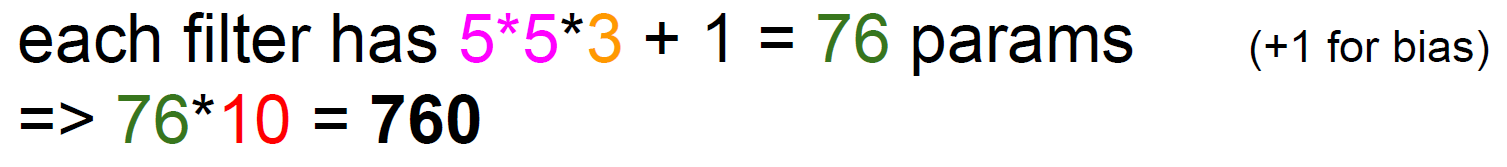 each filter has 5*5*3 + 1 = 76 params (+1 for bias)
=> 76*10 = 760